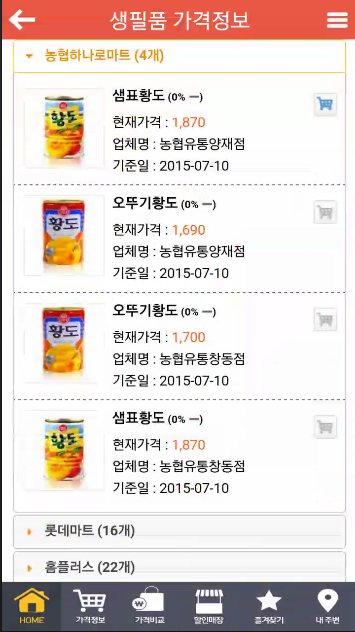 생필품 가격정보
농협하나로마트 (4개)
샘표황도 (0% ー)
현재가격 : 1,870
업체명 : 농협유통양재점
기준일 : 2015-07-10
오뚜기황도 (0% ー)
현재가격 : 1,690
업체명 : 농협유통양재점
기준일 : 2015-07-10
오뚜기황도 (0% ー)
현재가격 : 1,700
업체명 : 농협유통창동점
기준일 : 2015-07-10
샘표황도 (0% ー)
현재가격 : 1,870
업체명 : 농협유통창동점
기준일 : 2015-07-10
황도
황도
황도
황도
롯데마트 (16개)
홈플러스 (22개)
HOME 가격정보 가격비교 할인매장 즐겨찾기 내 주변